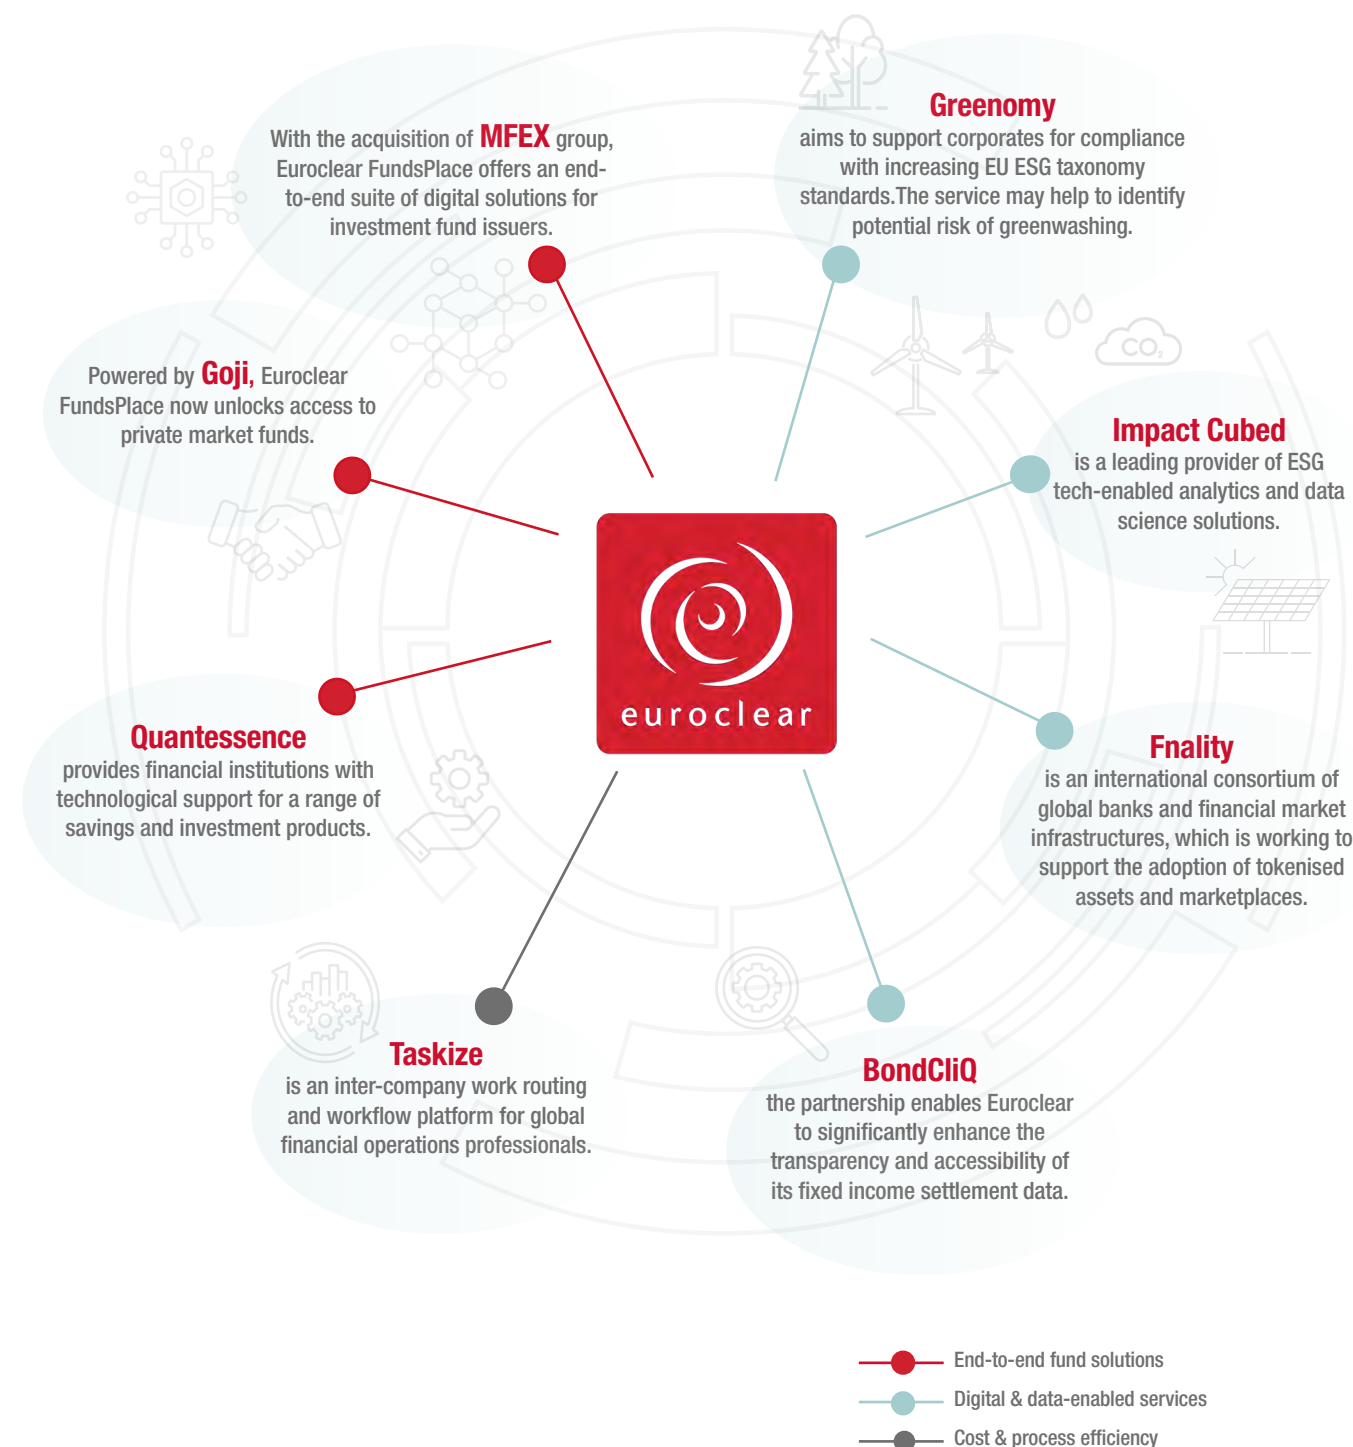 With the acquisition of MFEX group,
Euroclear FundsPlace offers an end-
to-end suite of digital solutions for
investment fund issuers.
Greenomy
aims to support corporates for compliance
with increasing EU ESG taxonomy
standards.The service may help to identify
potential risk of greenwashing.
CO2
Powered by Goji, Euroclear
FundsPlace now unlocks access to
private market funds.
Impact Cubed
is a leading provider of ESG
tech-enabled analytics and data
science solutions.
euroclear
Quantessence
provides financial institutions with
technological support for a range of
savings and investment products.
Fnality
is an international consortium of
global banks and financial market
infrastructures, which is working to
support the adoption of tokenised
assets and marketplaces.
Taskize
is an inter-company work routing
and workflow platform for global
financial operations professionals.
BondCliQ
the partnership enables Euroclear
to significantly enhance the
transparency and accessibility of
its fixed income settlement data.
End-to-end fund solutions
Digital & data-enabled services
Cost & process efficiency